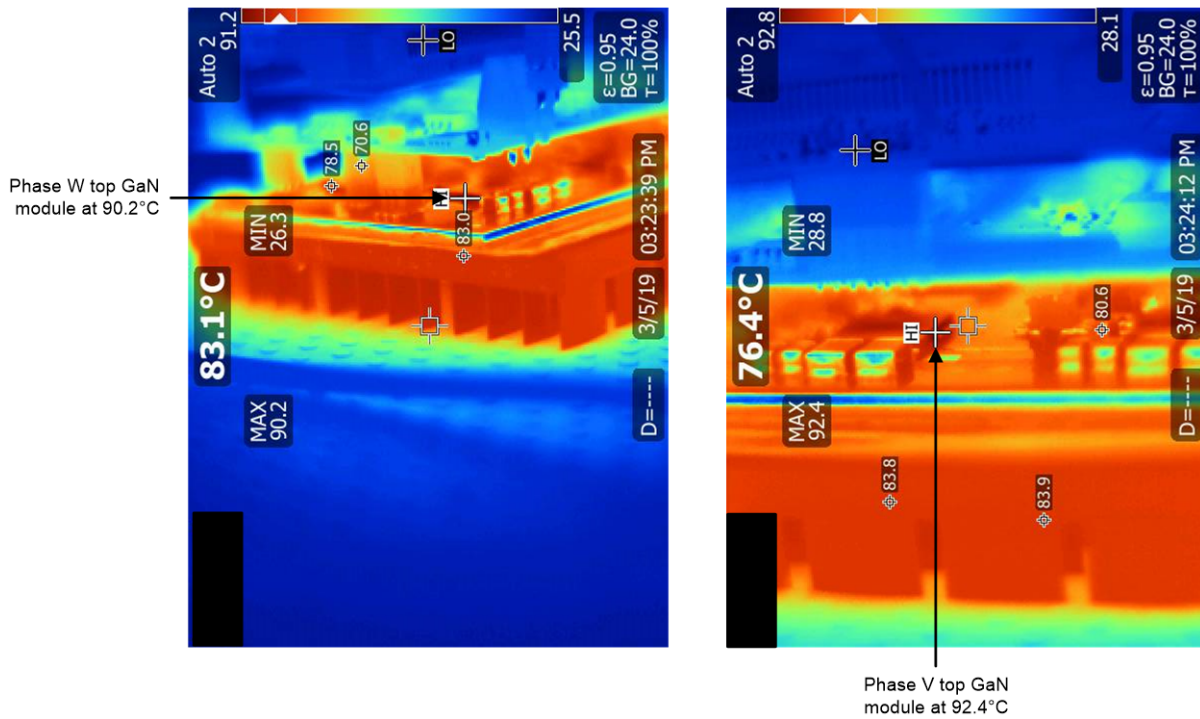 Phase W top GaN
module at 90.2°C
83.1°C
Auto 2
91.2
25.5
ε=0.95
BG=24.0
τ=100%
LO
78.5
70.6
HI
83.0
MIN
26.3
MAX
90.2
03:23:39 PM
3/5/19
D=----
76.4°C
Auto 2
92.8
28.1
ε=0.95
BG=24.0
τ=100%
LO
HI
80.6
83.8
83.9
MIN
28.8
MAX
92.4
03:24:12 PM
3/5/19
D=----
Phase V top GaN
module at 92.4°C